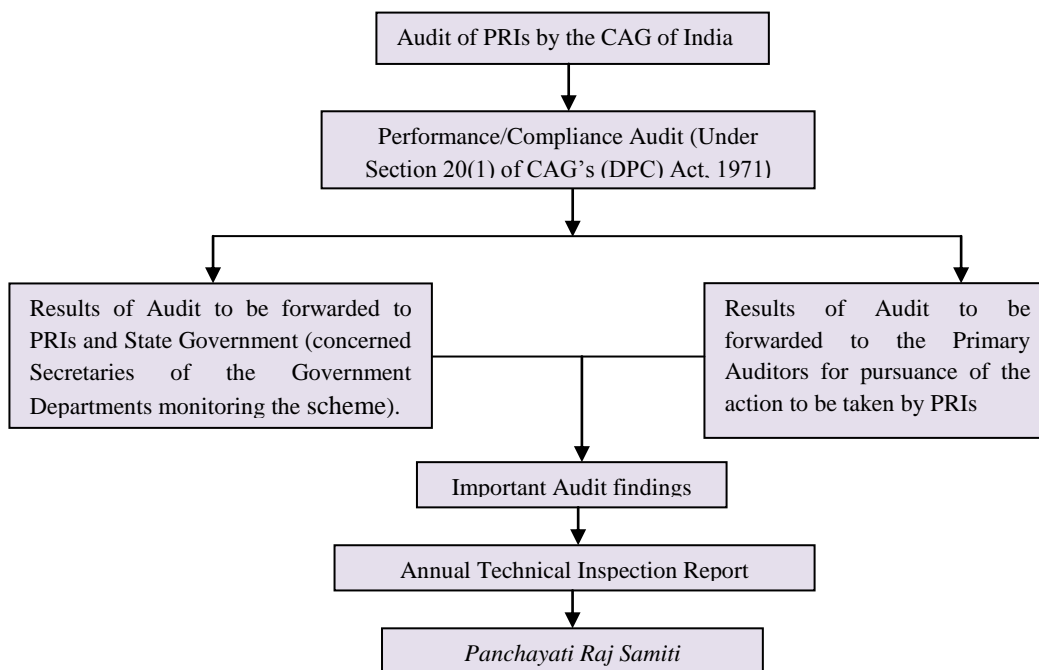 Audit of PRIs by the CAG of India
Performance/Compliance Audit (Under
Section 20(1) of CAG's (DPC) Act, 1971)
Results of Audit to be forwarded to
PRIs and State Government (concerned
Secretaries of the Government
Departments monitoring the scheme).
Results of Audit to be
forwarded to the Primary
Auditors for pursuance of the
action to be taken by PRIs
Important Audit findings
Annual Technical Inspection Report
Panchayati Raj Samiti